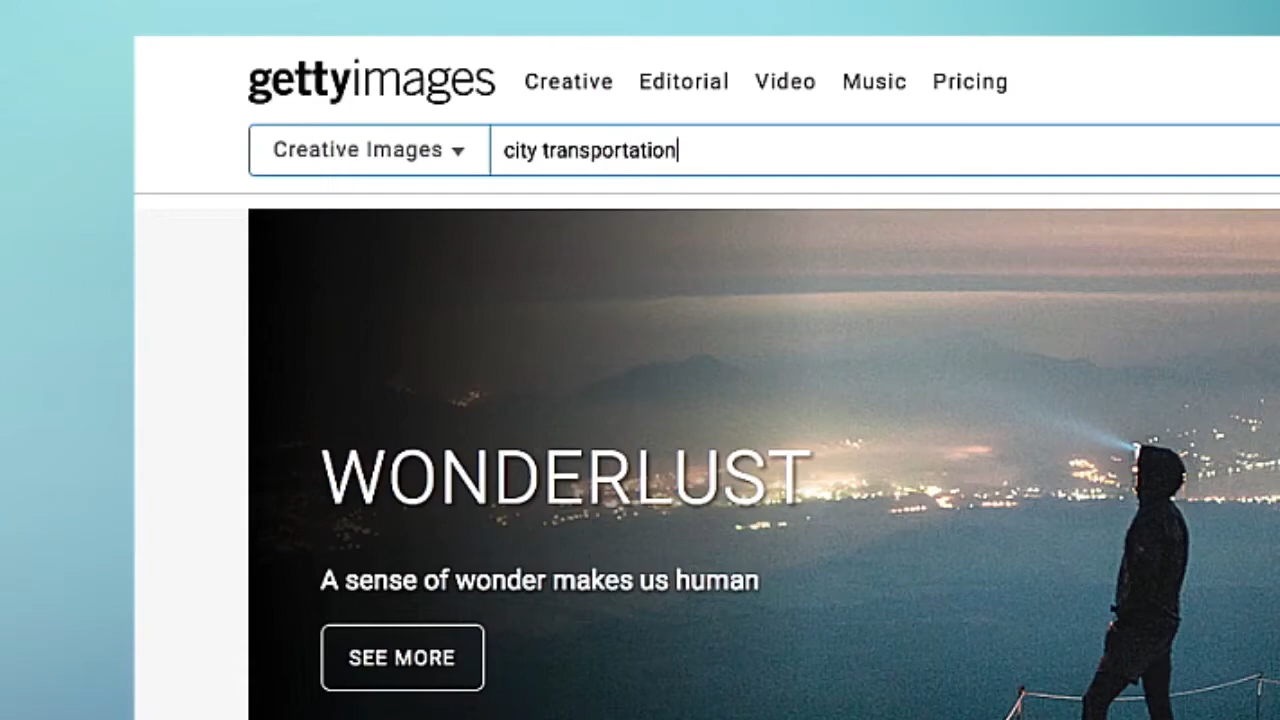 gettyimages Creative Editorial Video Music Pricing
Creative Images city transportation
WONDERLUST
A sense of wonder makes us human
SEE MORE